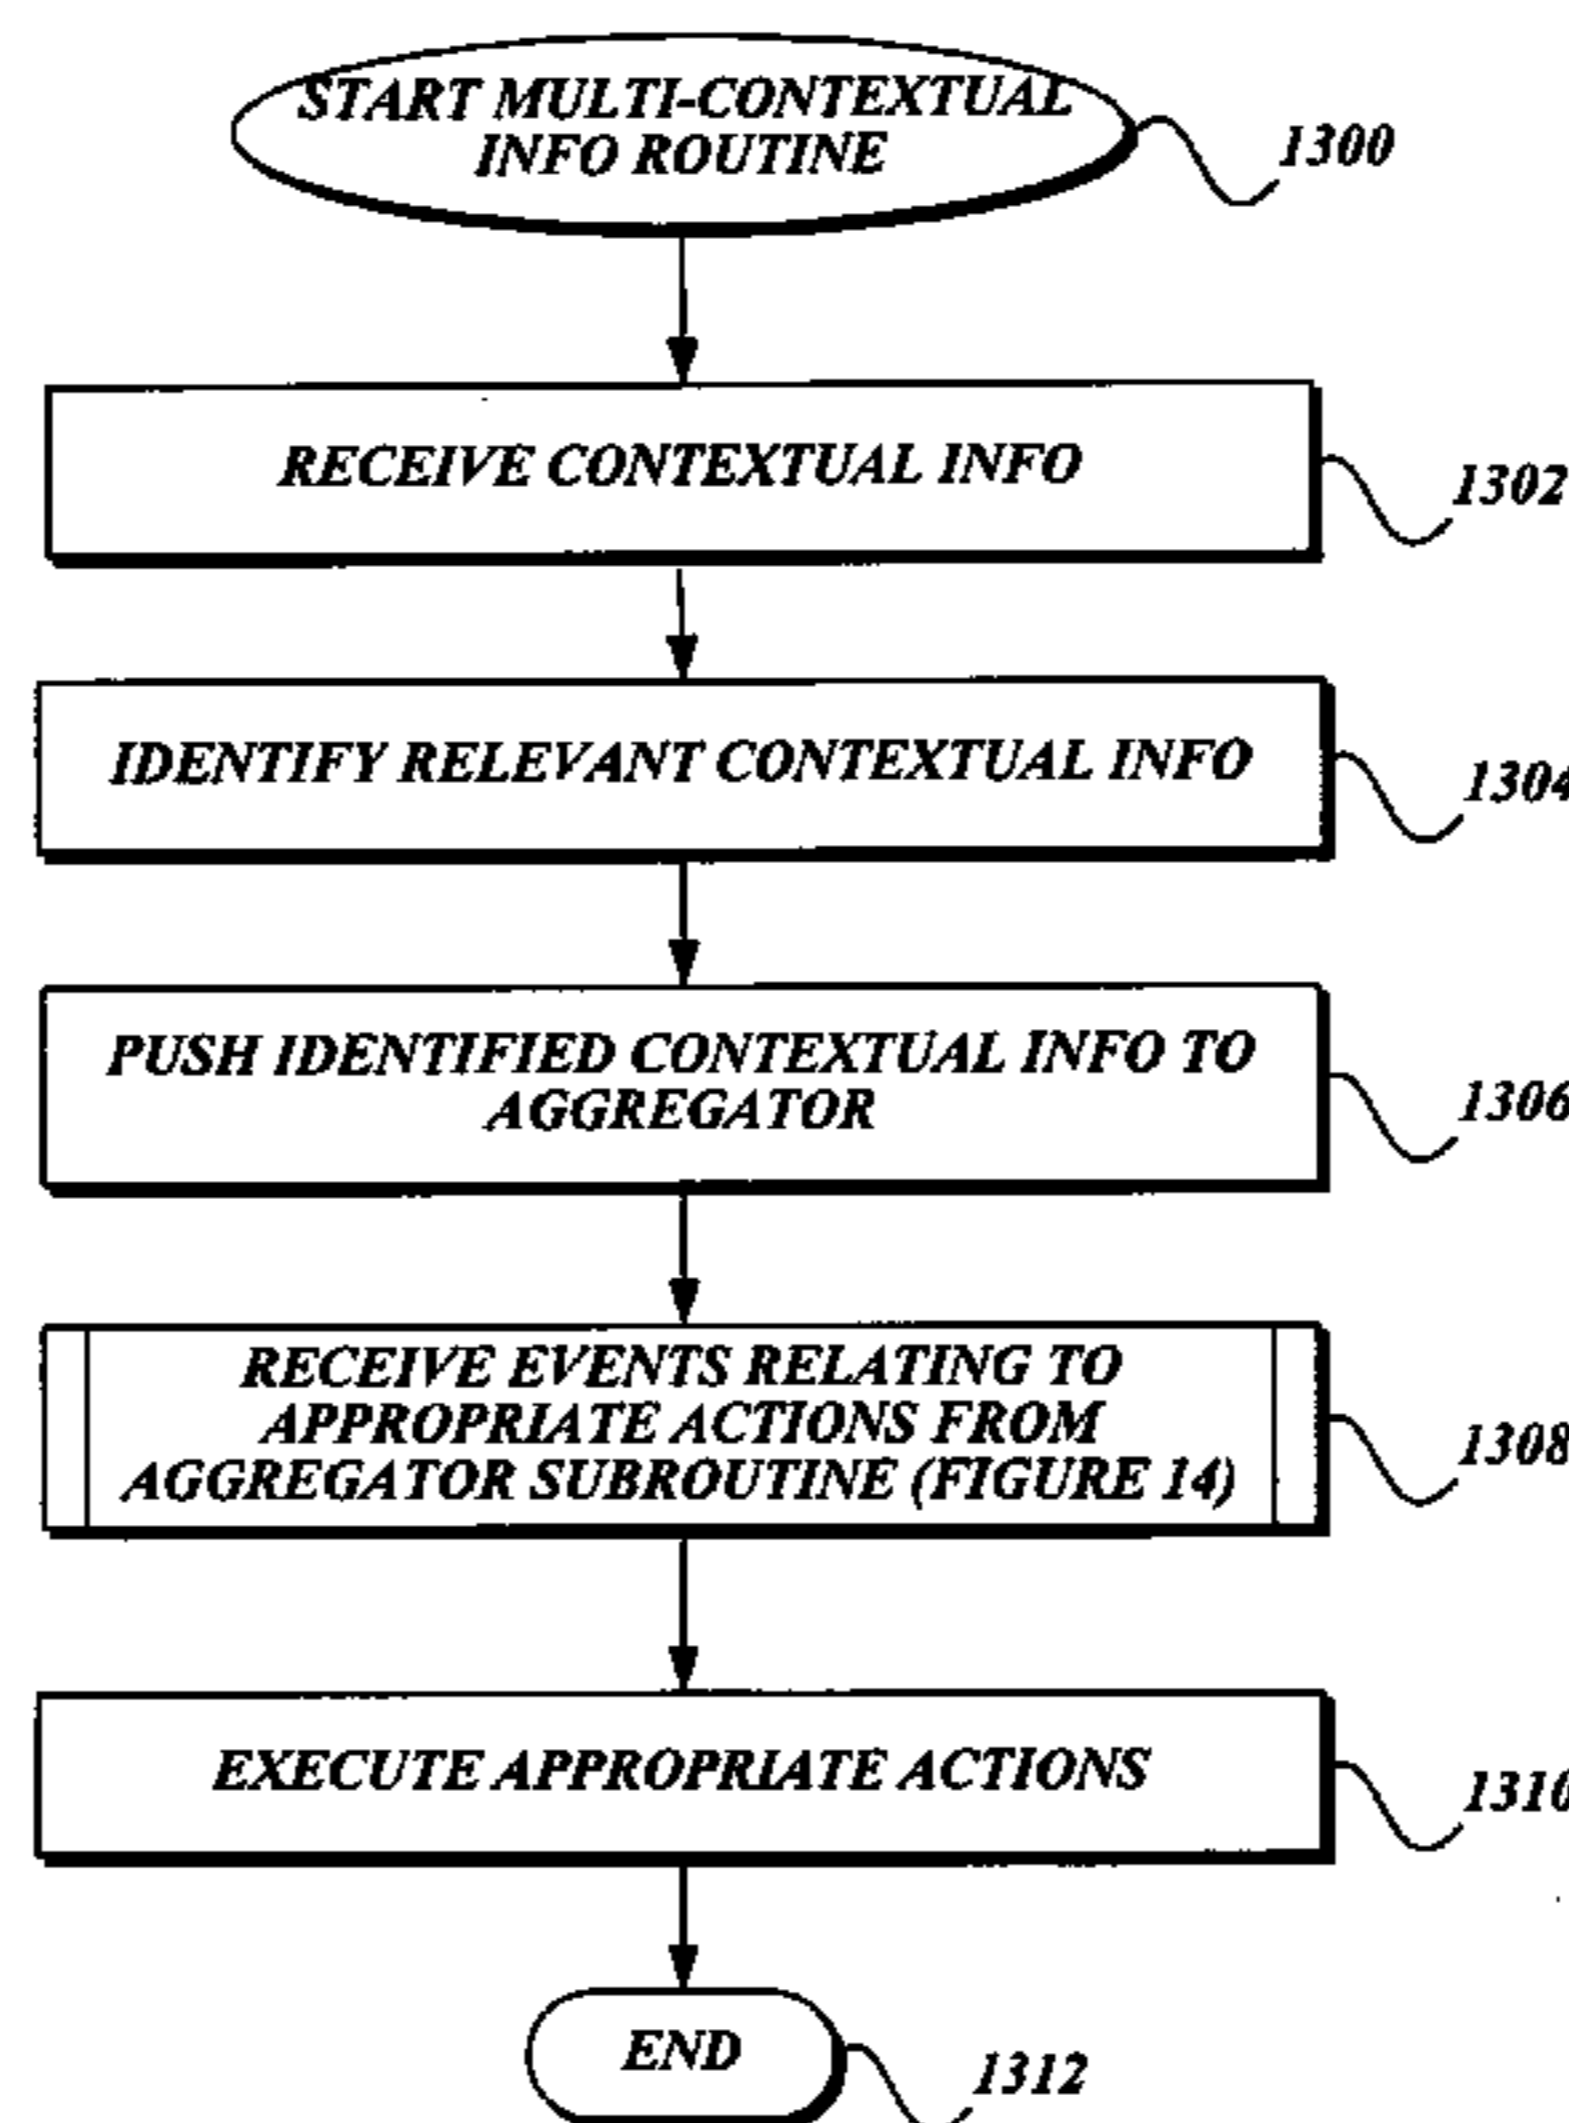 START MULTI-CONTEXTUAL
INFO ROUTINE
1300
RECEIVE CONTEXTUAL INFO
1302
IDENTIFY RELEVANT CONTEXTUAL INFO
1304
PUSH IDENTIFIED CONTEXTUAL INFO TO
AGGREGATOR
1306
RECEIVE EVENTS RELATING TO
APPROPRIATE ACTIONS FROM
AGGREGATOR SUBROUTINE (FIGURE 14)
1308
EXECUTE APPROPRIATE ACTIONS
1310
END
1312